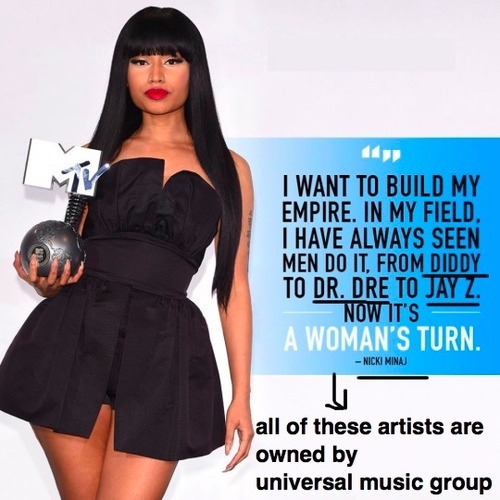 MTV
I WANT TO BUILD MY
EMPIRE. IN MY FIELD,
I HAVE ALWAYS SEEN
MEN DO IT, FROM DIDDY
TO DR. DRE TO JAY Z.
NOW IT'S
A WOMAN'S TURN.
– NICKI MINAJ
all of these artists are
owned by
universal music group